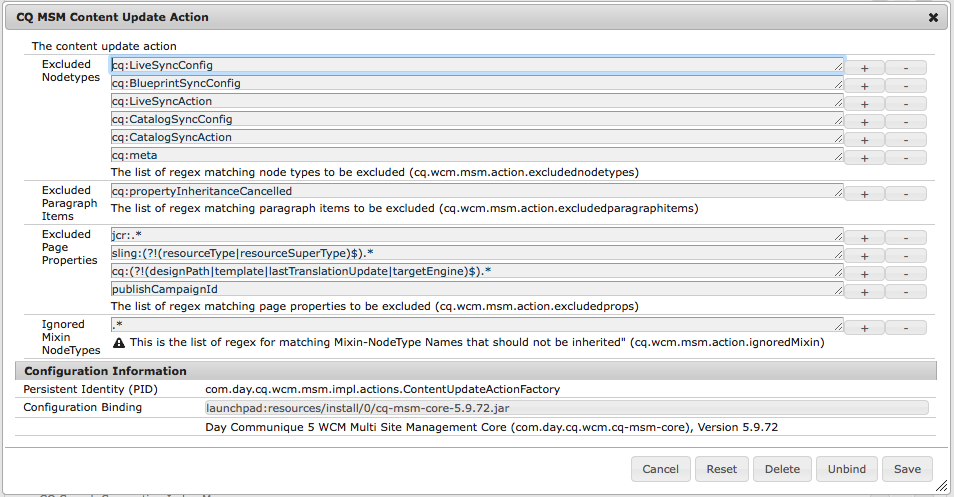 CQ MSM Content Update Action
The content update action
Excluded
Nodetypes
cq:LiveSyncConfig
+ -
cq:BlueprintSyncConfig
+ -
cq:LiveSyncAction
+ -
cq:CatalogSyncConfig
+ -
cq:CatalogSyncAction
+ -
cq:meta
+ -
The list of regex matching node types to be excluded (cq.wcm.msm.action.excludednodetypes)
Excluded
Paragraph
Items
cq:propertyInheritanceCancelled
+ -
The list of regex matching paragraph items to be excluded (cq.wcm.msm.action.excludedparagraphitems)
Excluded
Page
Properties
jcr:.*
+ -
sling:(?!(resourceType|resourceSuperType)$).*
+ -
cq:(?!(designPath|template|lastTranslationUpdate|targetEngine)$).*
+ -
publishCampaignId
+ -
The list of regex matching page properties to be excluded (cq.wcm.msm.action.excludedprops)
Ignored
Mixin
NodeTypes
.*
+ -
This is the list of regex for matching Mixin-NodeType Names that should not be inherited" (cq.wcm.msm.action.ignoredMixin)
Configuration Information
Persistent Identity (PID) com.day.cq.wcm.msm.impl.actions.ContentUpdateActionFactory
Configuration Binding launchpad:resources/install/0/cq-msm-core-5.9.72.jar
Day Communique 5 WCM Multi Site Management Core (com.day.cq.wcm.cq-msm-core), Version 5.9.72
Cancel Reset Delete Unbind Save